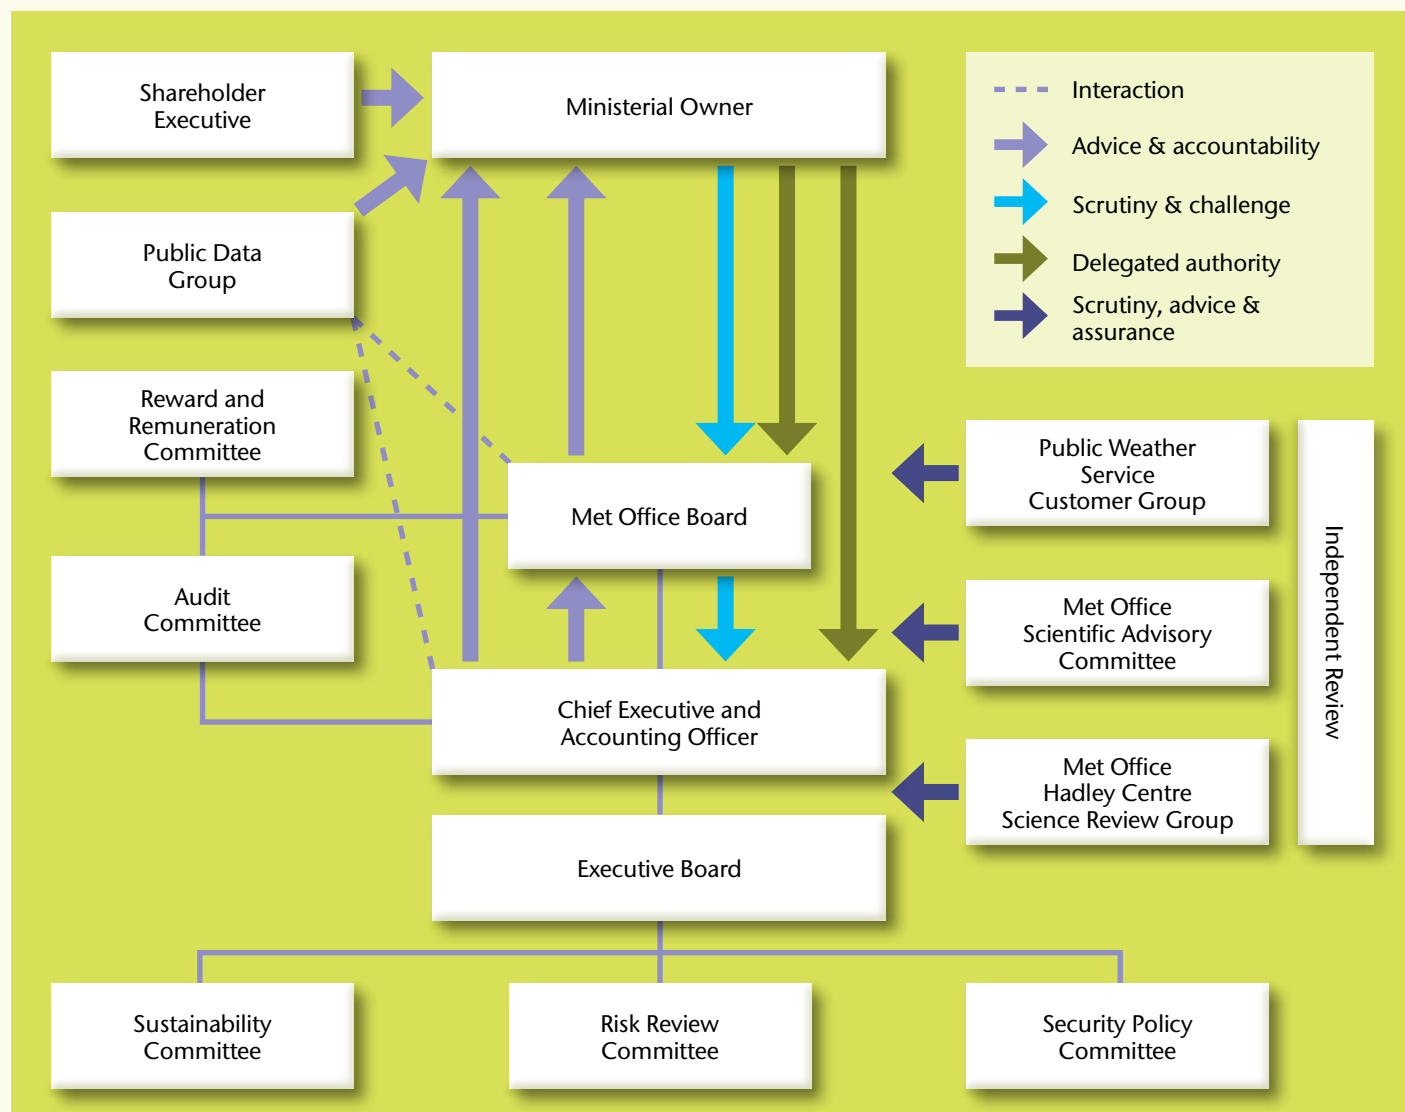 Shareholder
Executive
Ministerial Owner
Interaction
Advice & accountability
Scrutiny & challenge
Delegated authority
Scrutiny, advice &
assurance
Public Data
Group
Reward and
Remuneration
Committee
Met Office Board
Public Weather
Service
Customer Group
Independent Review
Audit
Committee
Met Office
Scientific Advisory
Committee
Chief Executive and
Accounting Officer
Met Office
Hadley Centre
Science Review Group
Executive Board
Sustainability
Committee
Risk Review
Committee
Security Policy
Committee